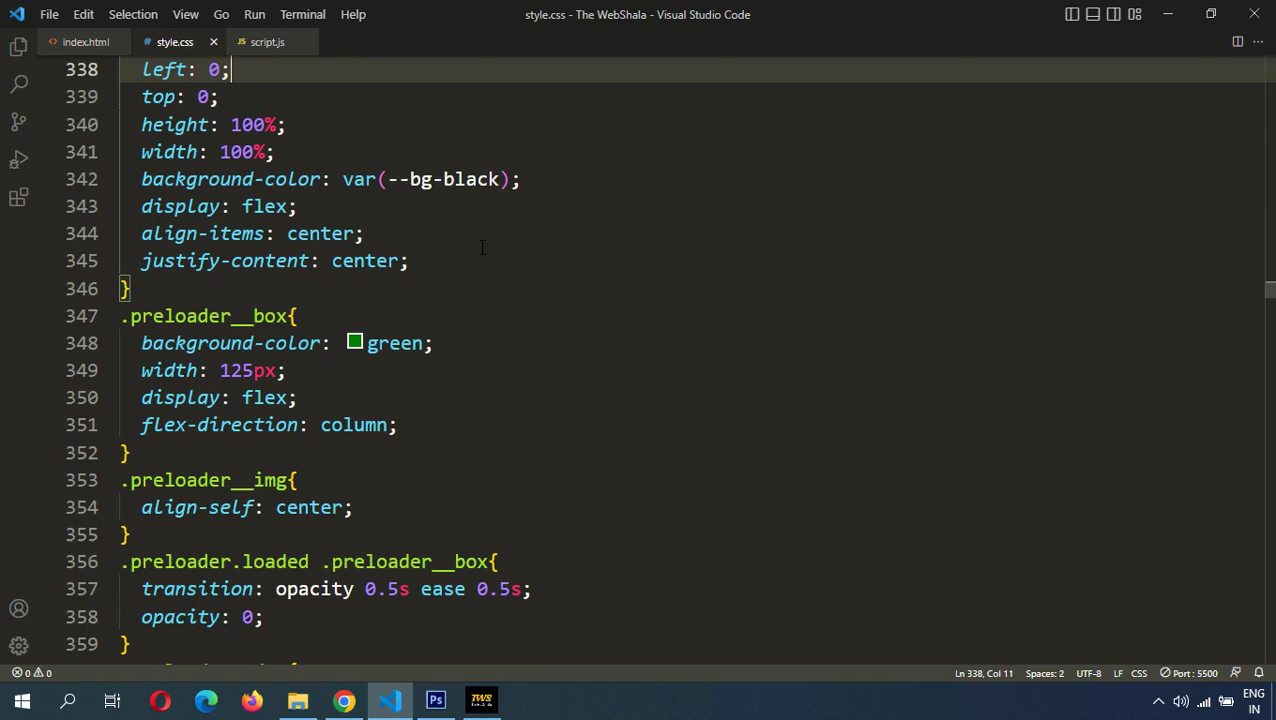 File Edit Selection View Go Run Terminal Help
style.css - The WebShala - Visual Studio Code
index.html
style.css
script.js
338 left: 0;
339 top: 0;
340 height: 100%;
341 width: 100%;
342 background-color: var(--bg-black);
343 display: flex;
344 align-items: center;
345 justify-content: center;
346 }
347 .preloader__box{
348 background-color: green;
349 width: 125px;
350 display: flex;
351 flex-direction: column;
352 }
353 .preloader__img{
354 align-self: center;
355 }
356 .preloader.loaded .preloader__box{
357 transition: opacity 0.5s ease 0.5s;
358 opacity: 0;
359 }
0 0
Ln 338, Col 11 Spaces: 2 UTF-8 LF CSS Port : 5500
Ps
TWS
ENG
IN